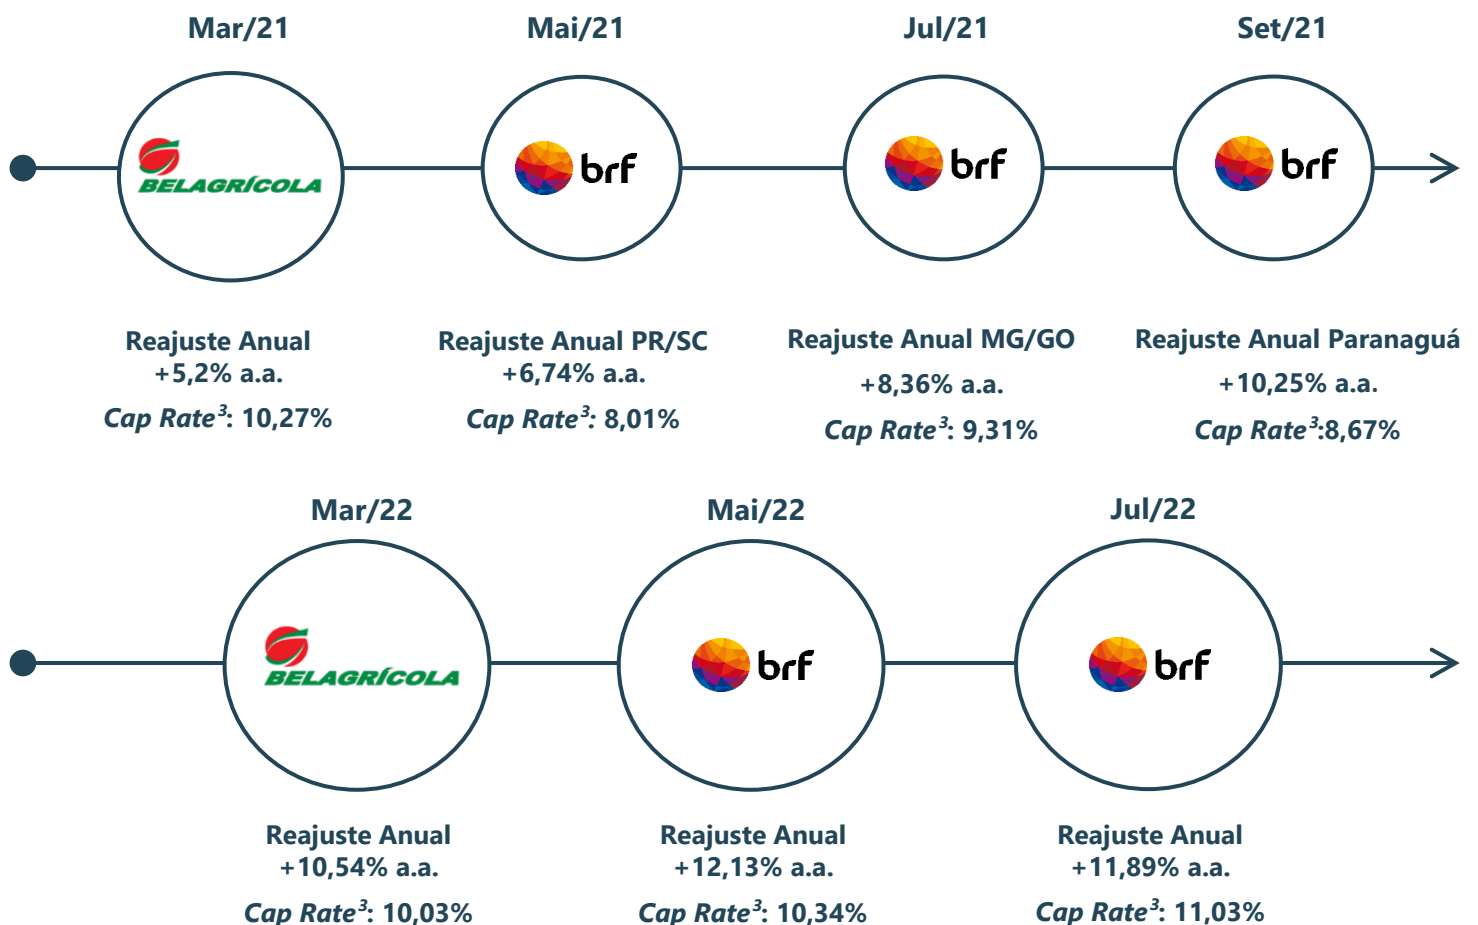 Mar/21
Mai/21
Jul/21
Set/21
BELAGRÍCOLA
brf
brf
brf
Reajuste Anual
+5,2% a.a.
Cap Rate³: 10,27%
Reajuste Anual PR/SC
+6,74% a.a.
Cap Rate³: 8,01%
Reajuste Anual MG/GO
+8,36% a.a.
Cap Rate³: 9,31%
Reajuste Anual Paranaguá
+10,25% a.a.
Cap Rate³:8,67%
Mar/22
Mai/22
Jul/22
BELAGRÍCOLA
brf
brf
Reajuste Anual
+10,54% a.a.
Cap Rate³: 10,03%
Reajuste Anual
+12,13% a.a.
Cap Rate³: 10,34%
Reajuste Anual
+11,89% a.a.
Cap Rate³: 11,03%